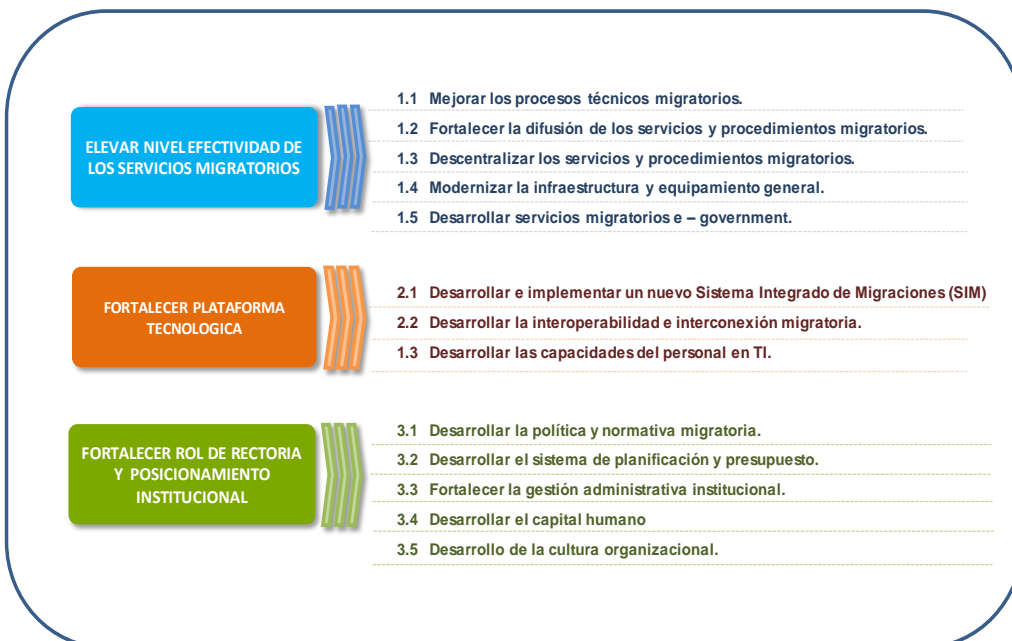 ELEVAR NIVEL EFECTIVIDAD DE
LOS SERVICIOS MIGRATORIOS
1.1 Mejorar los procesos técnicos migratorios.
1.2 Fortalecer la difusión de los servicios y procedimientos migratorios.
1.3 Descentralizar los servicios y procedimientos migratorios.
1.4 Modernizar la infraestructura y equipamiento general.
1.5 Desarrollar servicios migratorios e – government.
FORTALECER PLATAFORMA
TECNOLOGICA
2.1 Desarrollar e implementar un nuevo Sistema Integrado de Migraciones (SIM)
2.2 Desarrollar la interoperabilidad e interconexión migratoria.
1.3 Desarrollar las capacidades del personal en TI.
FORTALECER ROL DE RECTORIA
Y POSICIONAMIENTO
INSTITUCIONAL
3.1 Desarrollar la política y normativa migratoria.
3.2 Desarrollar el sistema de planificación y presupuesto.
3.3 Fortalecer la gestión administrativa institucional.
3.4 Desarrollar el capital humano
3.5 Desarrollo de la cultura organizacional.